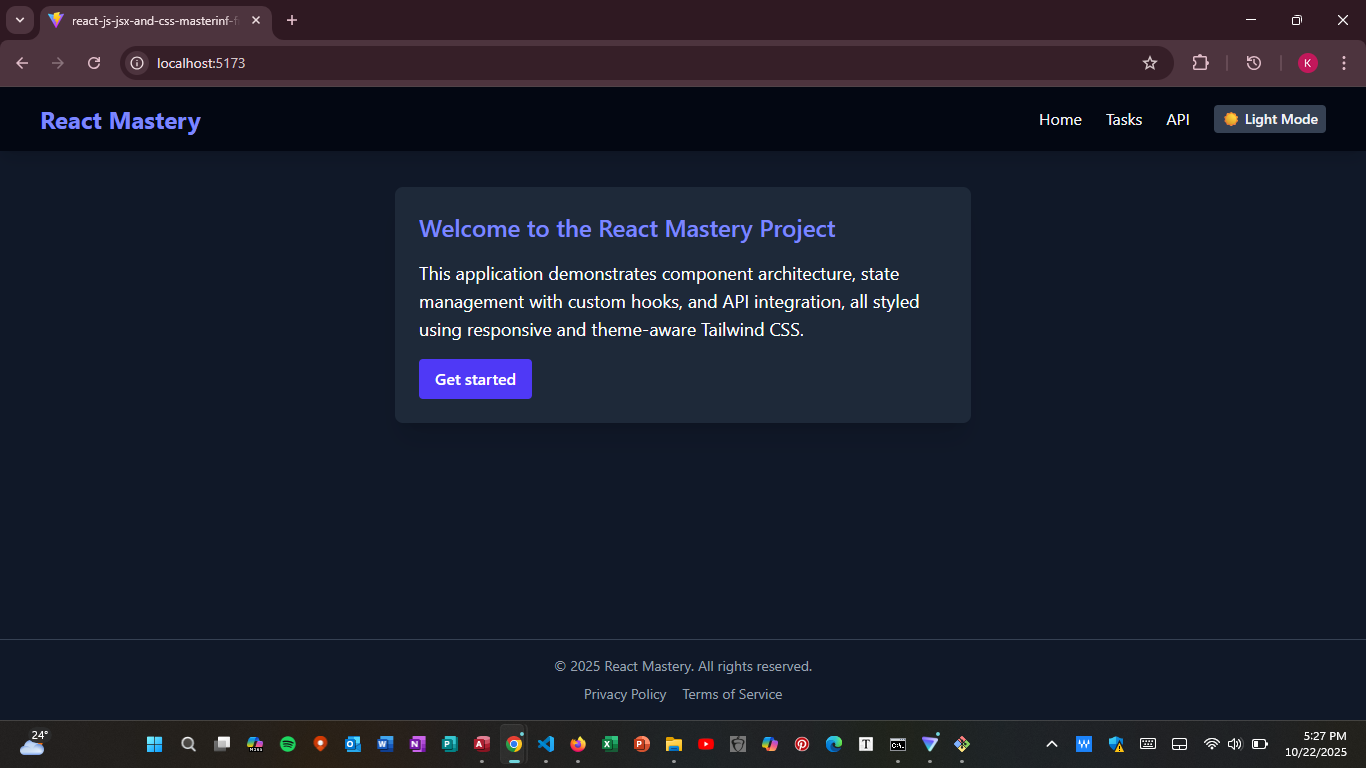 react-js-jsx-and-css-masterinf-f
localhost:5173
K
React Mastery
Home Tasks API Light Mode
Welcome to the React Mastery Project
This application demonstrates component architecture, state
management with custom hooks, and API integration, all styled
using responsive and theme-aware Tailwind CSS.
Get started
© 2025 React Mastery. All rights reserved.
Privacy Policy Terms of Service
24°
5:27 PM
10/22/2025